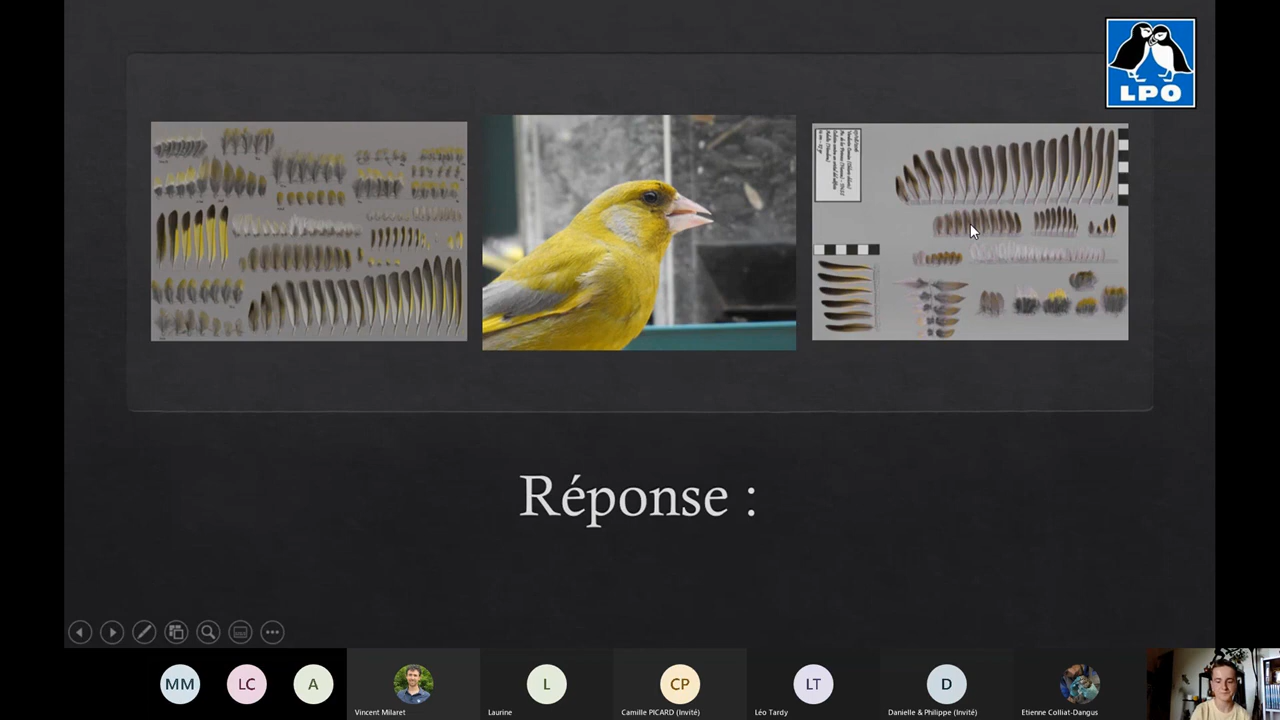 LPO
Réponse :
MM
LC
A
Vincent Milaret
L
Laurine
CP
Camille PICARD (Invité)
LT
Léo Tardy
D
Danielle & Philippe (Invité)
Etienne Colliat-Dangus